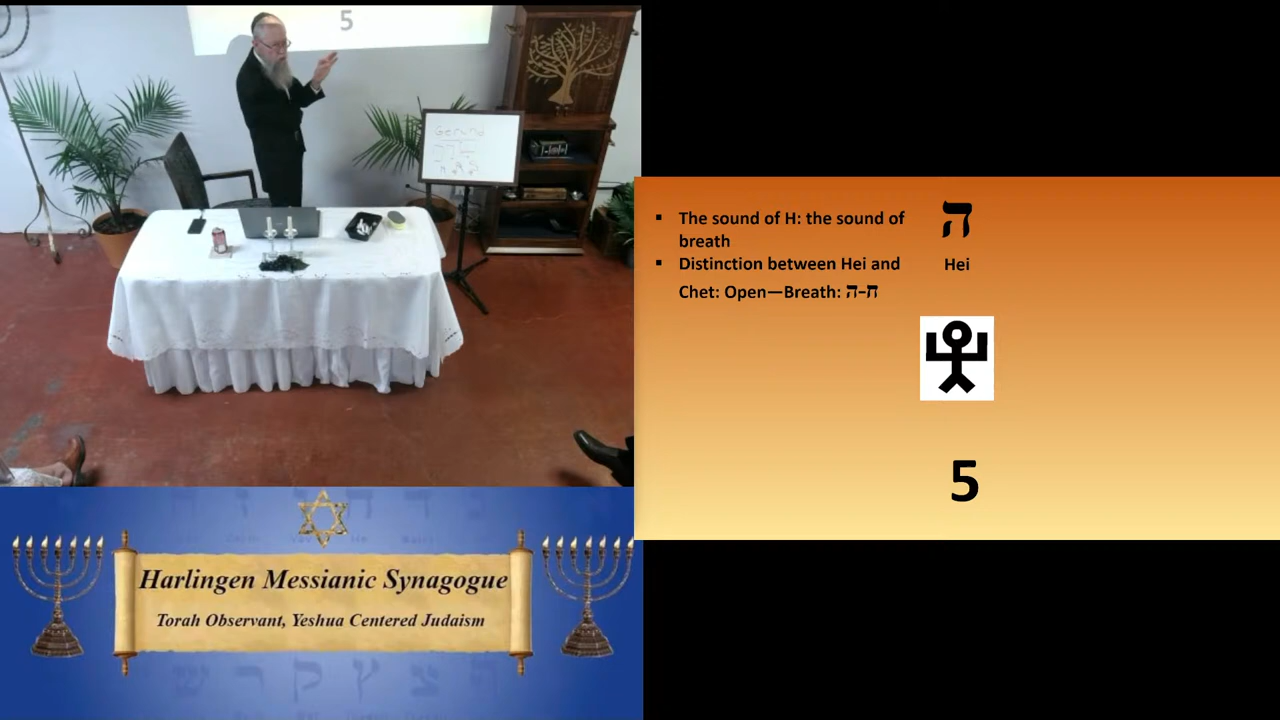 5
Gerund
▪ The sound of H: the sound of
breath
▪ Distinction between Hei and
Chet: Open—Breath: ה-ח
ה
Hei
5
Harlingen Messianic Synagogue
Torah Observant, Yeshua Centered Judaism